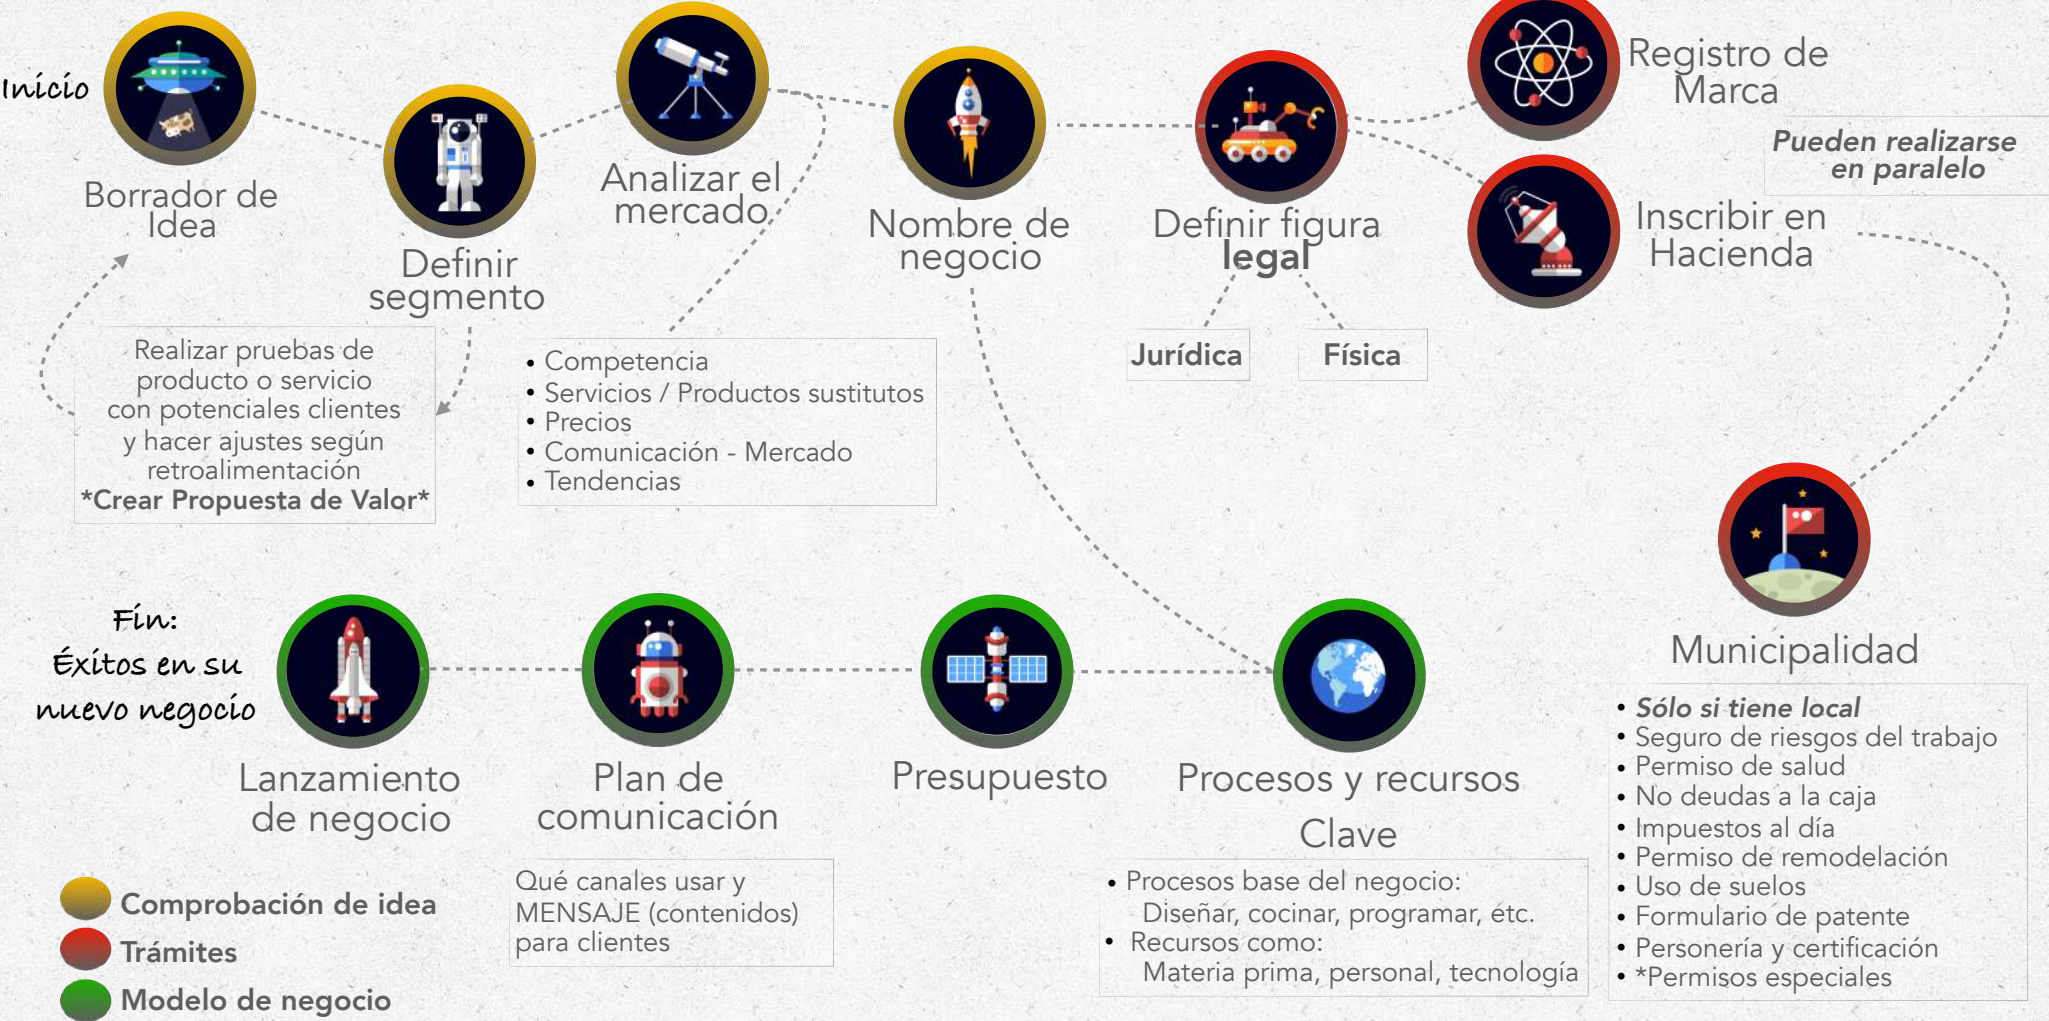 Início
Borrador de
Idea
Definir
segmento
Analizar el
mercado
Nombre de
negocio
Definir figura
legal
Registro de
Marca
Pueden realizarse
en paralelo
Inscribir en
Hacienda
Realizar pruebas de
producto o servicio
con potenciales clientes
y hacer ajustes según
retroalimentación
*Crear Propuesta de Valor*
• Competencia
• Servicios / Productos sustitutos
• Precios
• Comunicación - Mercado
• Tendencias
Jurídica
Física
Municipalidad
• Sólo si tiene local
• Seguro de riesgos del trabajo
• Permiso de salud
• No deudas a la caja
• Impuestos al día
• Permiso de remodelación
• Uso de suelos
• Formulario de patente
• Personería y certificación
• *Permisos especiales
Fín:
Éxitos en su
nuevo negocio
Lanzamiento
de negocio
Plan de
comunicación
Qué canales usar y
MENSAJE (contenidos)
para clientes
Presupuesto
Procesos y recursos
Clave
• Procesos base del negocio:
Diseñar, cocinar, programar, etc.
• Recursos como:
Materia prima, personal, tecnología
Comprobación de idea
Trámites
Modelo de negocio